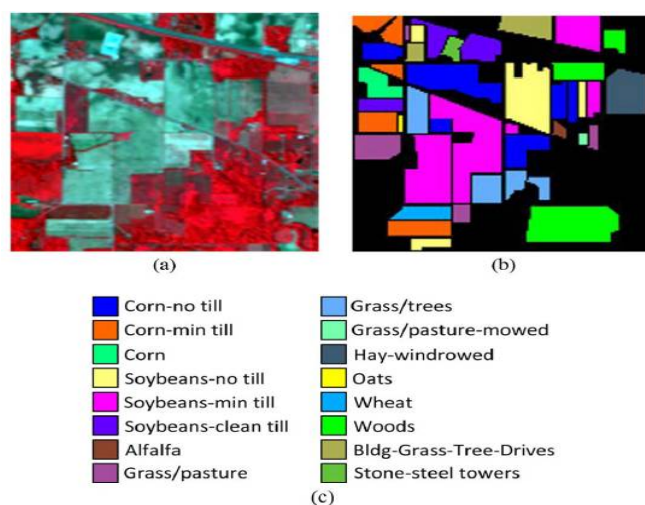 (a)
(b)
Corn-no till
Corn-min till
Corn
Soybeans-no till
Soybeans-min till
Soybeans-clean till
Alfalfa
Grass/pasture
Grass/trees
Grass/pasture-mowed
Hay-windrowed
Oats
Wheat
Woods
Bldg-Grass-Tree-Drives
Stone-steel towers
(c)